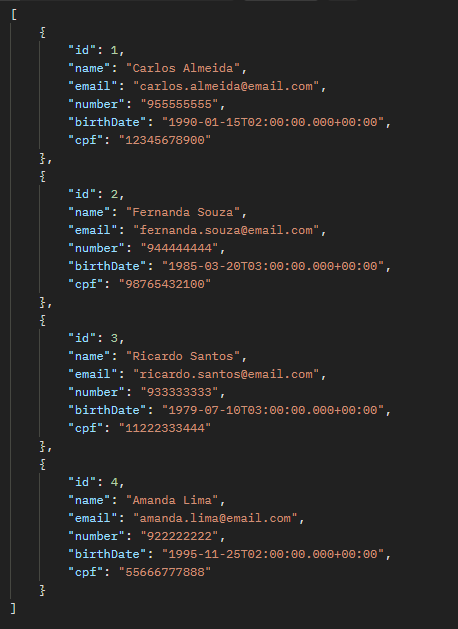 [
    {
        "id": 1,
        "name": "Carlos Almeida",
        "email": "carlos.almeida@email.com",
        "number": "955555555",
        "birthDate": "1990-01-15T02:00:00.000+00:00",
        "cpf": "12345678900"
    },
    {
        "id": 2,
        "name": "Fernanda Souza",
        "email": "fernanda.souza@email.com",
        "number": "944444444",
        "birthDate": "1985-03-20T03:00:00.000+00:00",
        "cpf": "98765432100"
    },
    {
        "id": 3,
        "name": "Ricardo Santos",
        "email": "ricardo.santos@email.com",
        "number": "933333333",
        "birthDate": "1979-07-10T03:00:00.000+00:00",
        "cpf": "11222333444"
    },
    {
        "id": 4,
        "name": "Amanda Lima",
        "email": "amanda.lima@email.com",
        "number": "922222222",
        "birthDate": "1995-11-25T02:00:00.000+00:00",
        "cpf": "55666777888"
    }
]